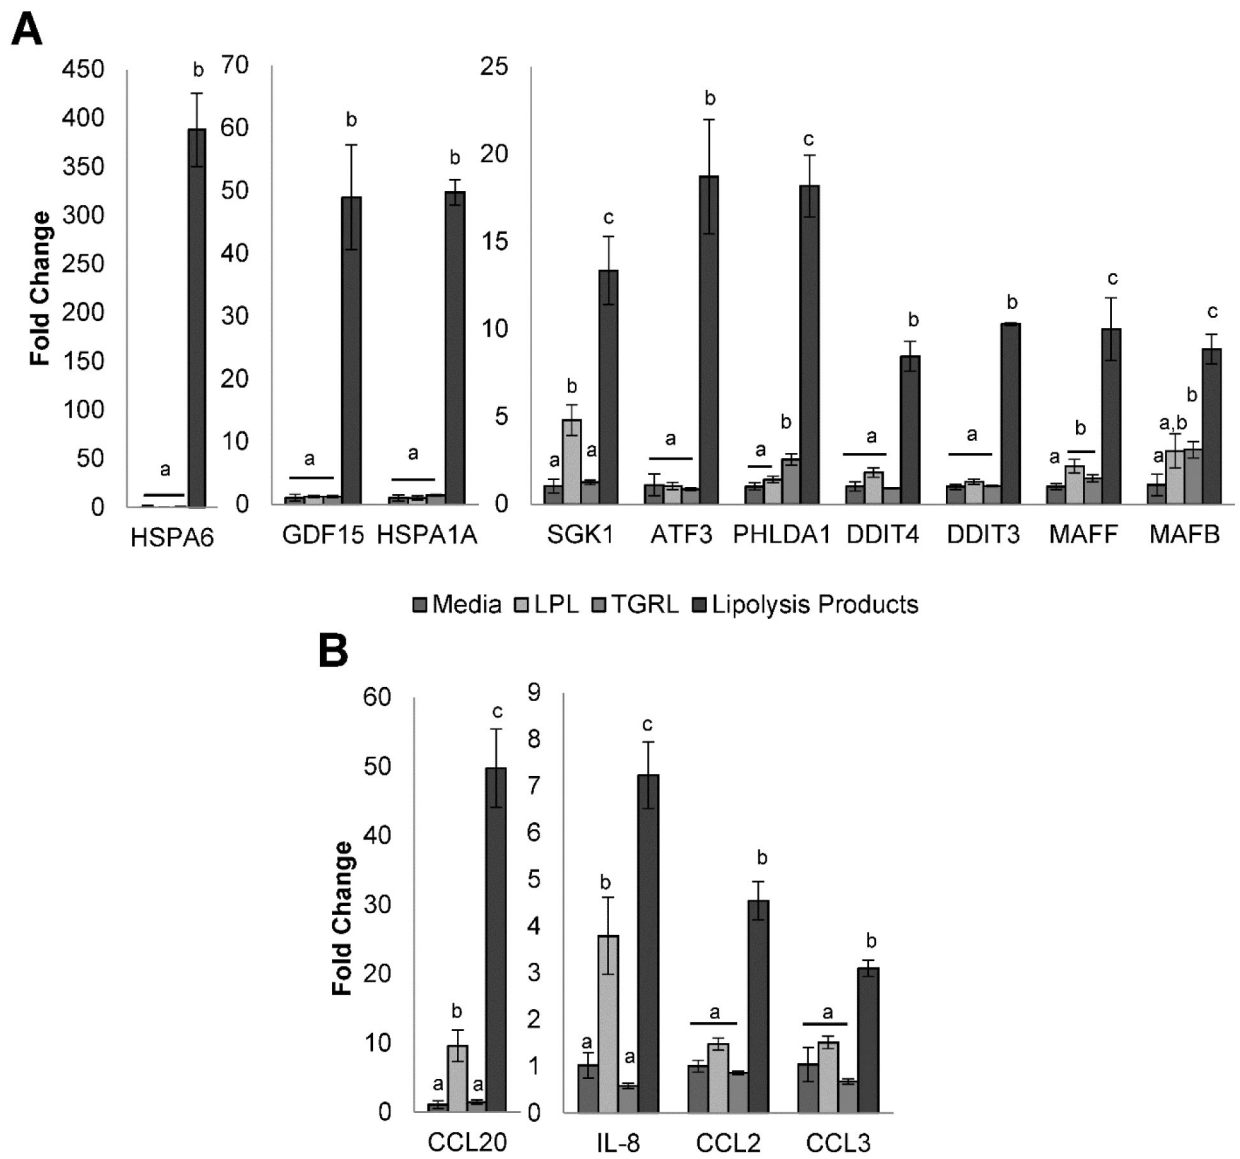 A
Fold Change
450
400
350
300
250
200
150
100
50
0
a
b
HSPA6
70
60
50
40
30
20
10
0
a b a b
GDF15 HSPA1A
25
20
15
10
5
0
a b a c
a b
a b c
a b
a b
a b c
a a,b b c
SGK1 ATF3 PHLDA1 DDIT4 DDIT3 MAFF MAFB
Media LPL TGRL Lipolysis Products
B
Fold Change
60
50
40
30
20
10
0
a b a c
CCL20
9
8
7
6
5
4
3
2
1
0
a b a c
a b
a b
IL-8 CCL2 CCL3